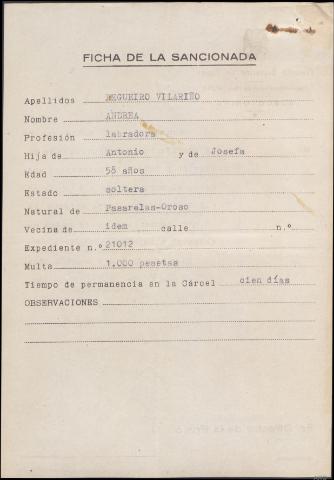 FICHA DE LA SANCIONADA
Apellidos REGUEIRO VILARIÑO
Nombre ANDREA
Profesión labradora
Hija de Antonio y de Josefa
Edad 58 años
Estado soltera
Natural de Pasarelas-Oroso
Vecina de idem calle n.º
Expediente n.º 21012
Multa 1.000 pesetas
Tiempo de permanencia en la Cárcel cien días
OBSERVACIONES